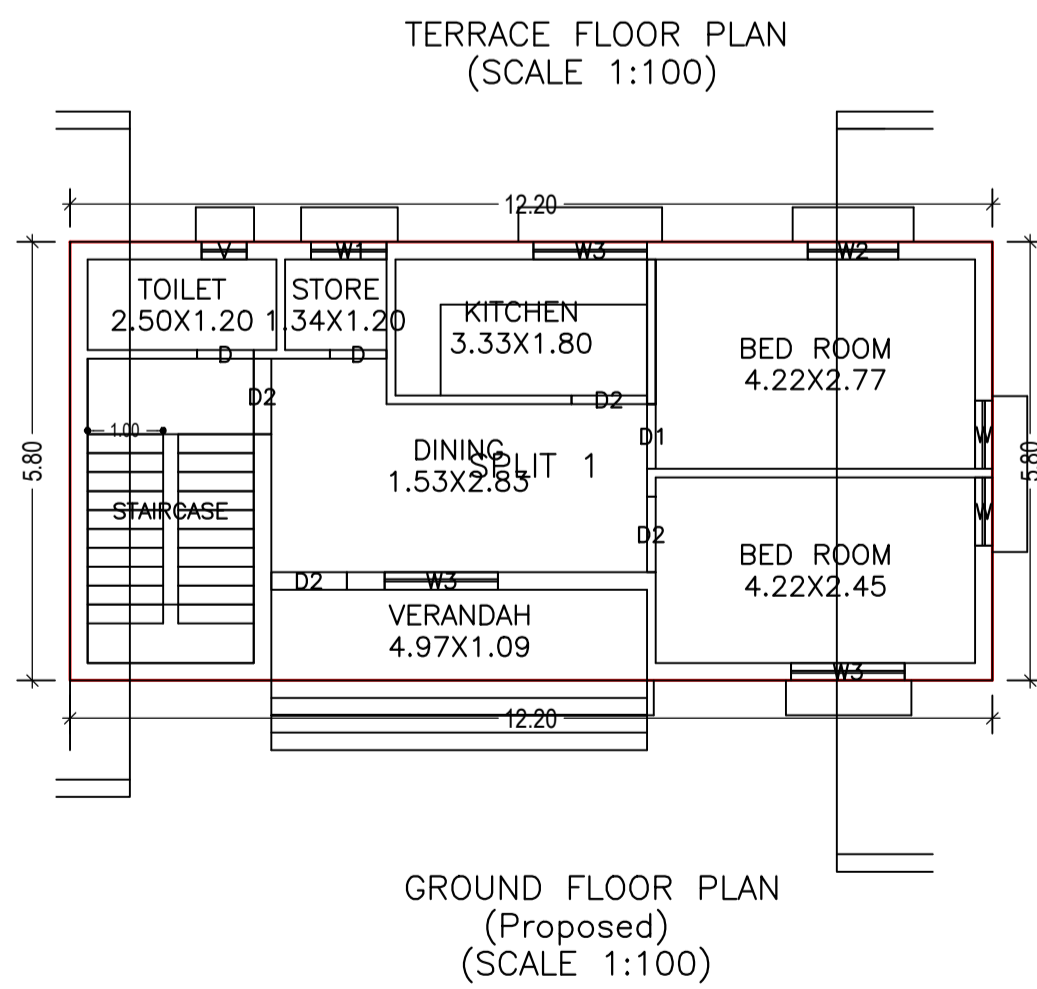 TERRACE FLOOR PLAN
(SCALE 1:100)
12.20
V
W1
W3
W2
TOILET
2.50X1.20
STORE
1.34X1.20
KITCHEN
3.33X1.80
BED ROOM
4.22X2.77
D
D
D2
D2
1.00
D1
W
5.80
5.80
DINING
1.53X2.83
SPLIT 1
STAIRCASE
W
D2
BED ROOM
4.22X2.45
D2
W3
VERANDAH
4.97X1.09
W3
12.20
GROUND FLOOR PLAN
(Proposed)
(SCALE 1:100)